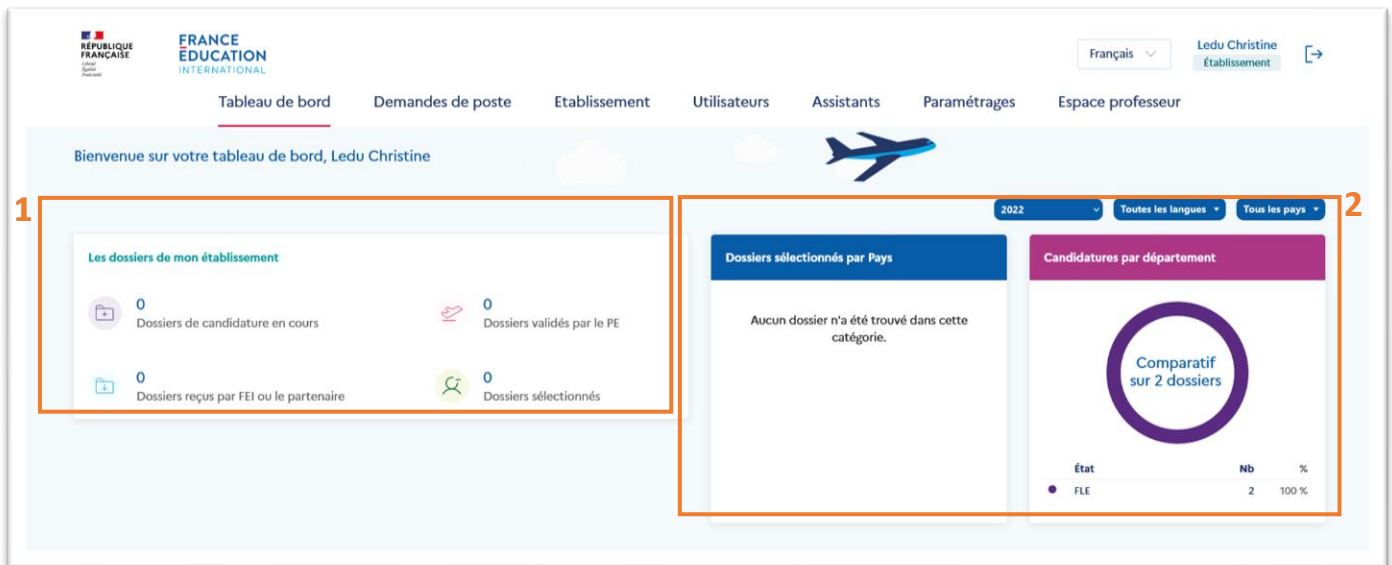 RÉPUBLIQUE
FRANÇAISE
Liberté
Égalité
Fraternité
FRANCE
ÉDUCATION
INTERNATIONAL
Français
Ledu Christine
Établissement
Tableau de bord Demandes de poste Etablissement Utilisateurs Assistants Paramétrages Espace professeur
Bienvenue sur votre tableau de bord, Ledu Christine
1
2
2022 Toutes les langues Tous les pays
Les dossiers de mon établissement
0
Dossiers de candidature en cours
0
Dossiers validés par le PE
0
Dossiers reçus par FEI ou le partenaire
0
Dossiers sélectionnés
Dossiers sélectionnés par Pays
Aucun dossier n'a été trouvé dans cette
catégorie.
Candidatures par département
Comparatif
sur 2 dossiers
État Nb %
FLE 2 100 %